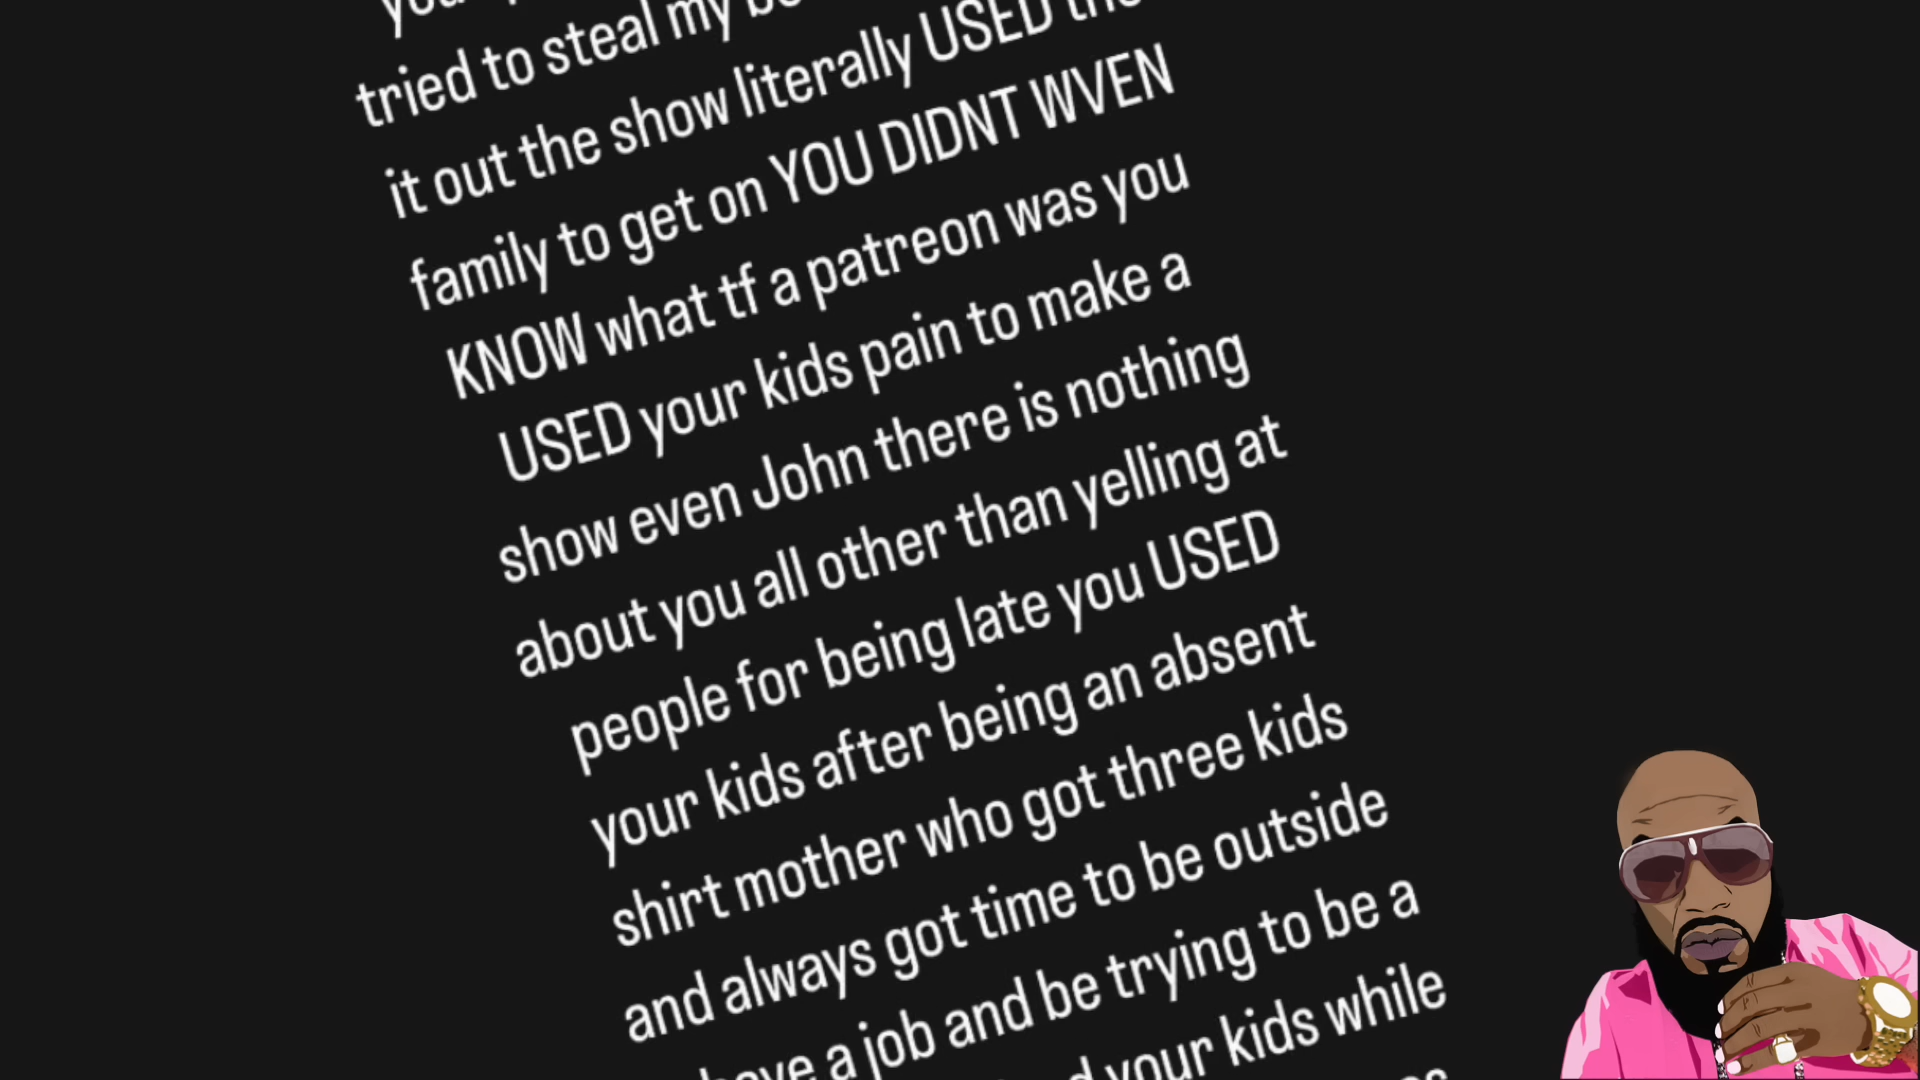 tried to steal my
it out the show literally USED the
family to get on YOU DIDNT WVEN
KNOW what tf a patreon was you
USED your kids pain to make a
show even John there is nothing
about you all other than yelling at
people for being late you USED
your kids after being an absent
shirt mother who got three kids
and always got time to be outside
have a job and be trying to be a
your kids while